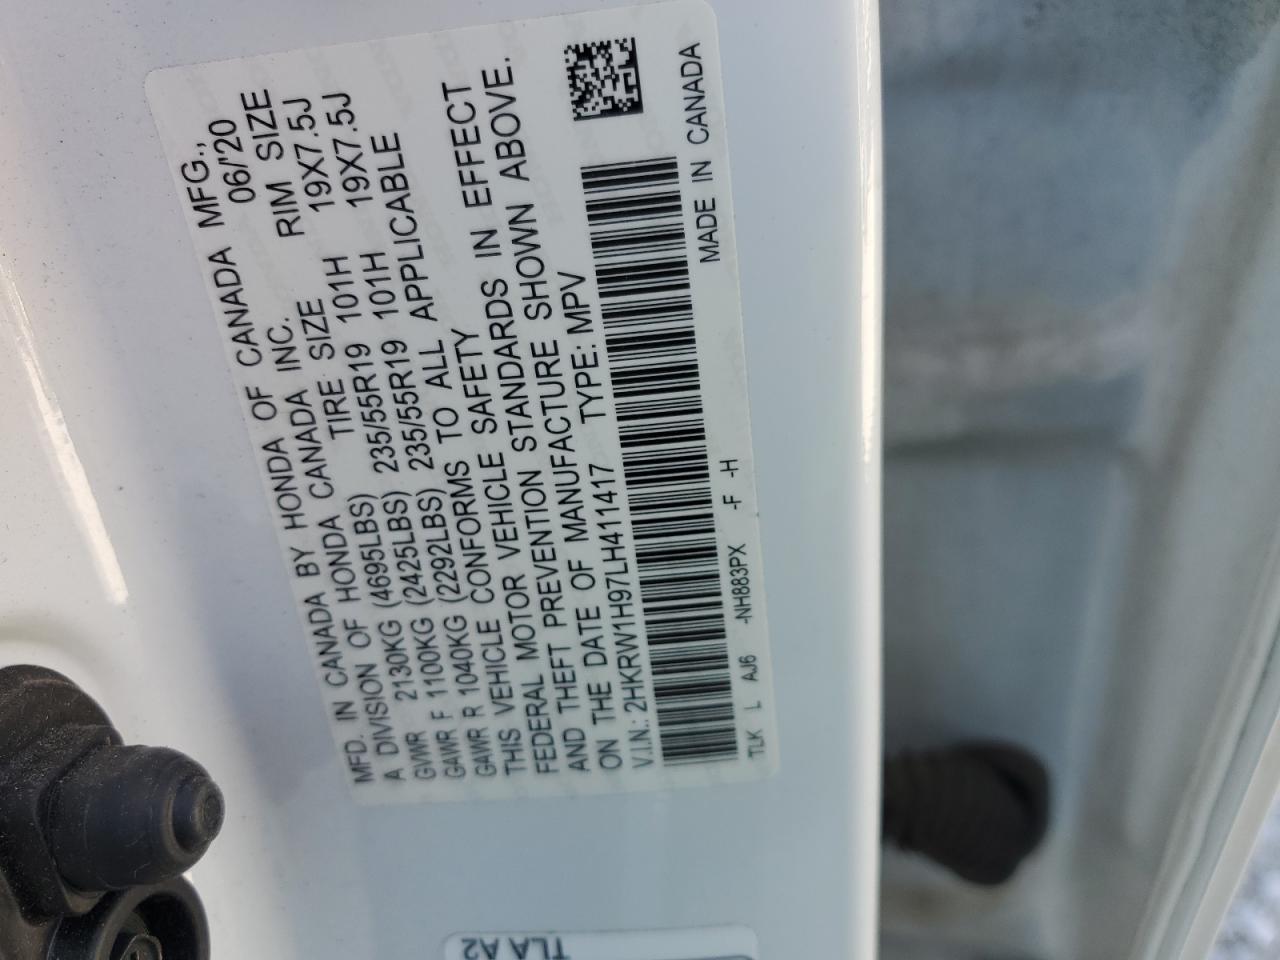 MFD. IN CANADA BY HONDA OF CANADA MFG.,
A DIVISION OF HONDA CANADA INC. 06/'20
GVWR 2130KG (4695LBS) TIRE SIZE RIM SIZE
GAWR F 1100KG (2425LBS) 235/55R19 101H 19X7.5J
GAWR R 1040KG (2292LBS) 235/55R19 101H 19X7.5J
THIS VEHICLE CONFORMS TO ALL APPLICABLE
FEDERAL MOTOR VEHICLE SAFETY
AND THEFT PREVENTION STANDARDS IN EFFECT
ON THE DATE OF MANUFACTURE SHOWN ABOVE.
V.I.N.: 2HKRW1H97LH411417 TYPE: MPV
TLK L AJ6 -NH883PX -F -H MADE IN CANADA
TLA A2